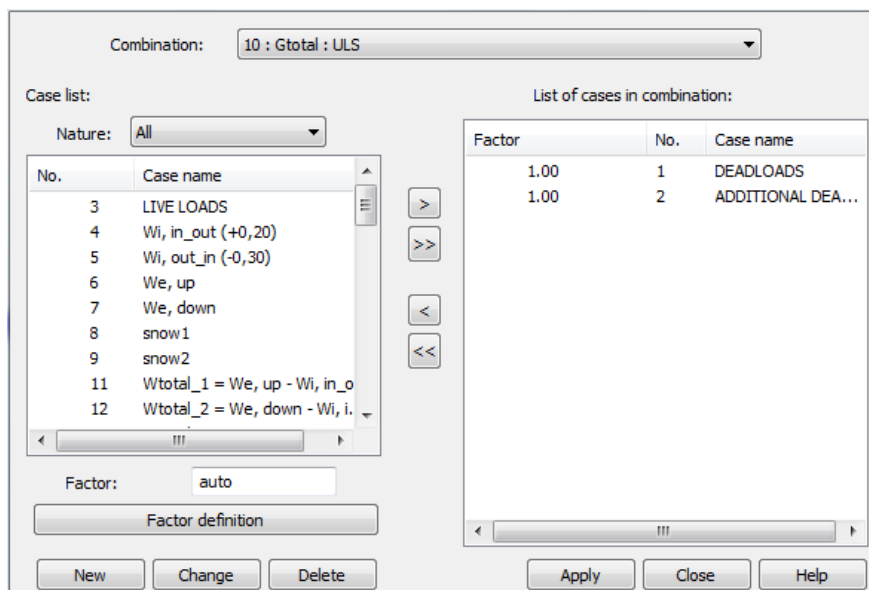 Combination: 10 : Gtotal : ULS
Case list:
Nature: All
No. Case name
3 LIVE LOADS
4 Wi, in_out (+0,20)
5 Wi, out_in (-0,30)
6 We, up
7 We, down
8 snow1
9 snow2
11 Wtotal_1 = We, up - Wi, in_o
12 Wtotal_2 = We, down - Wi, i.
Factor: auto
Factor definition
New Change Delete
>
>>
<
<<
List of cases in combination:
Factor No. Case name
1.00 1 DEADLOADS
1.00 2 ADDITIONAL DEA...
Apply Close Help